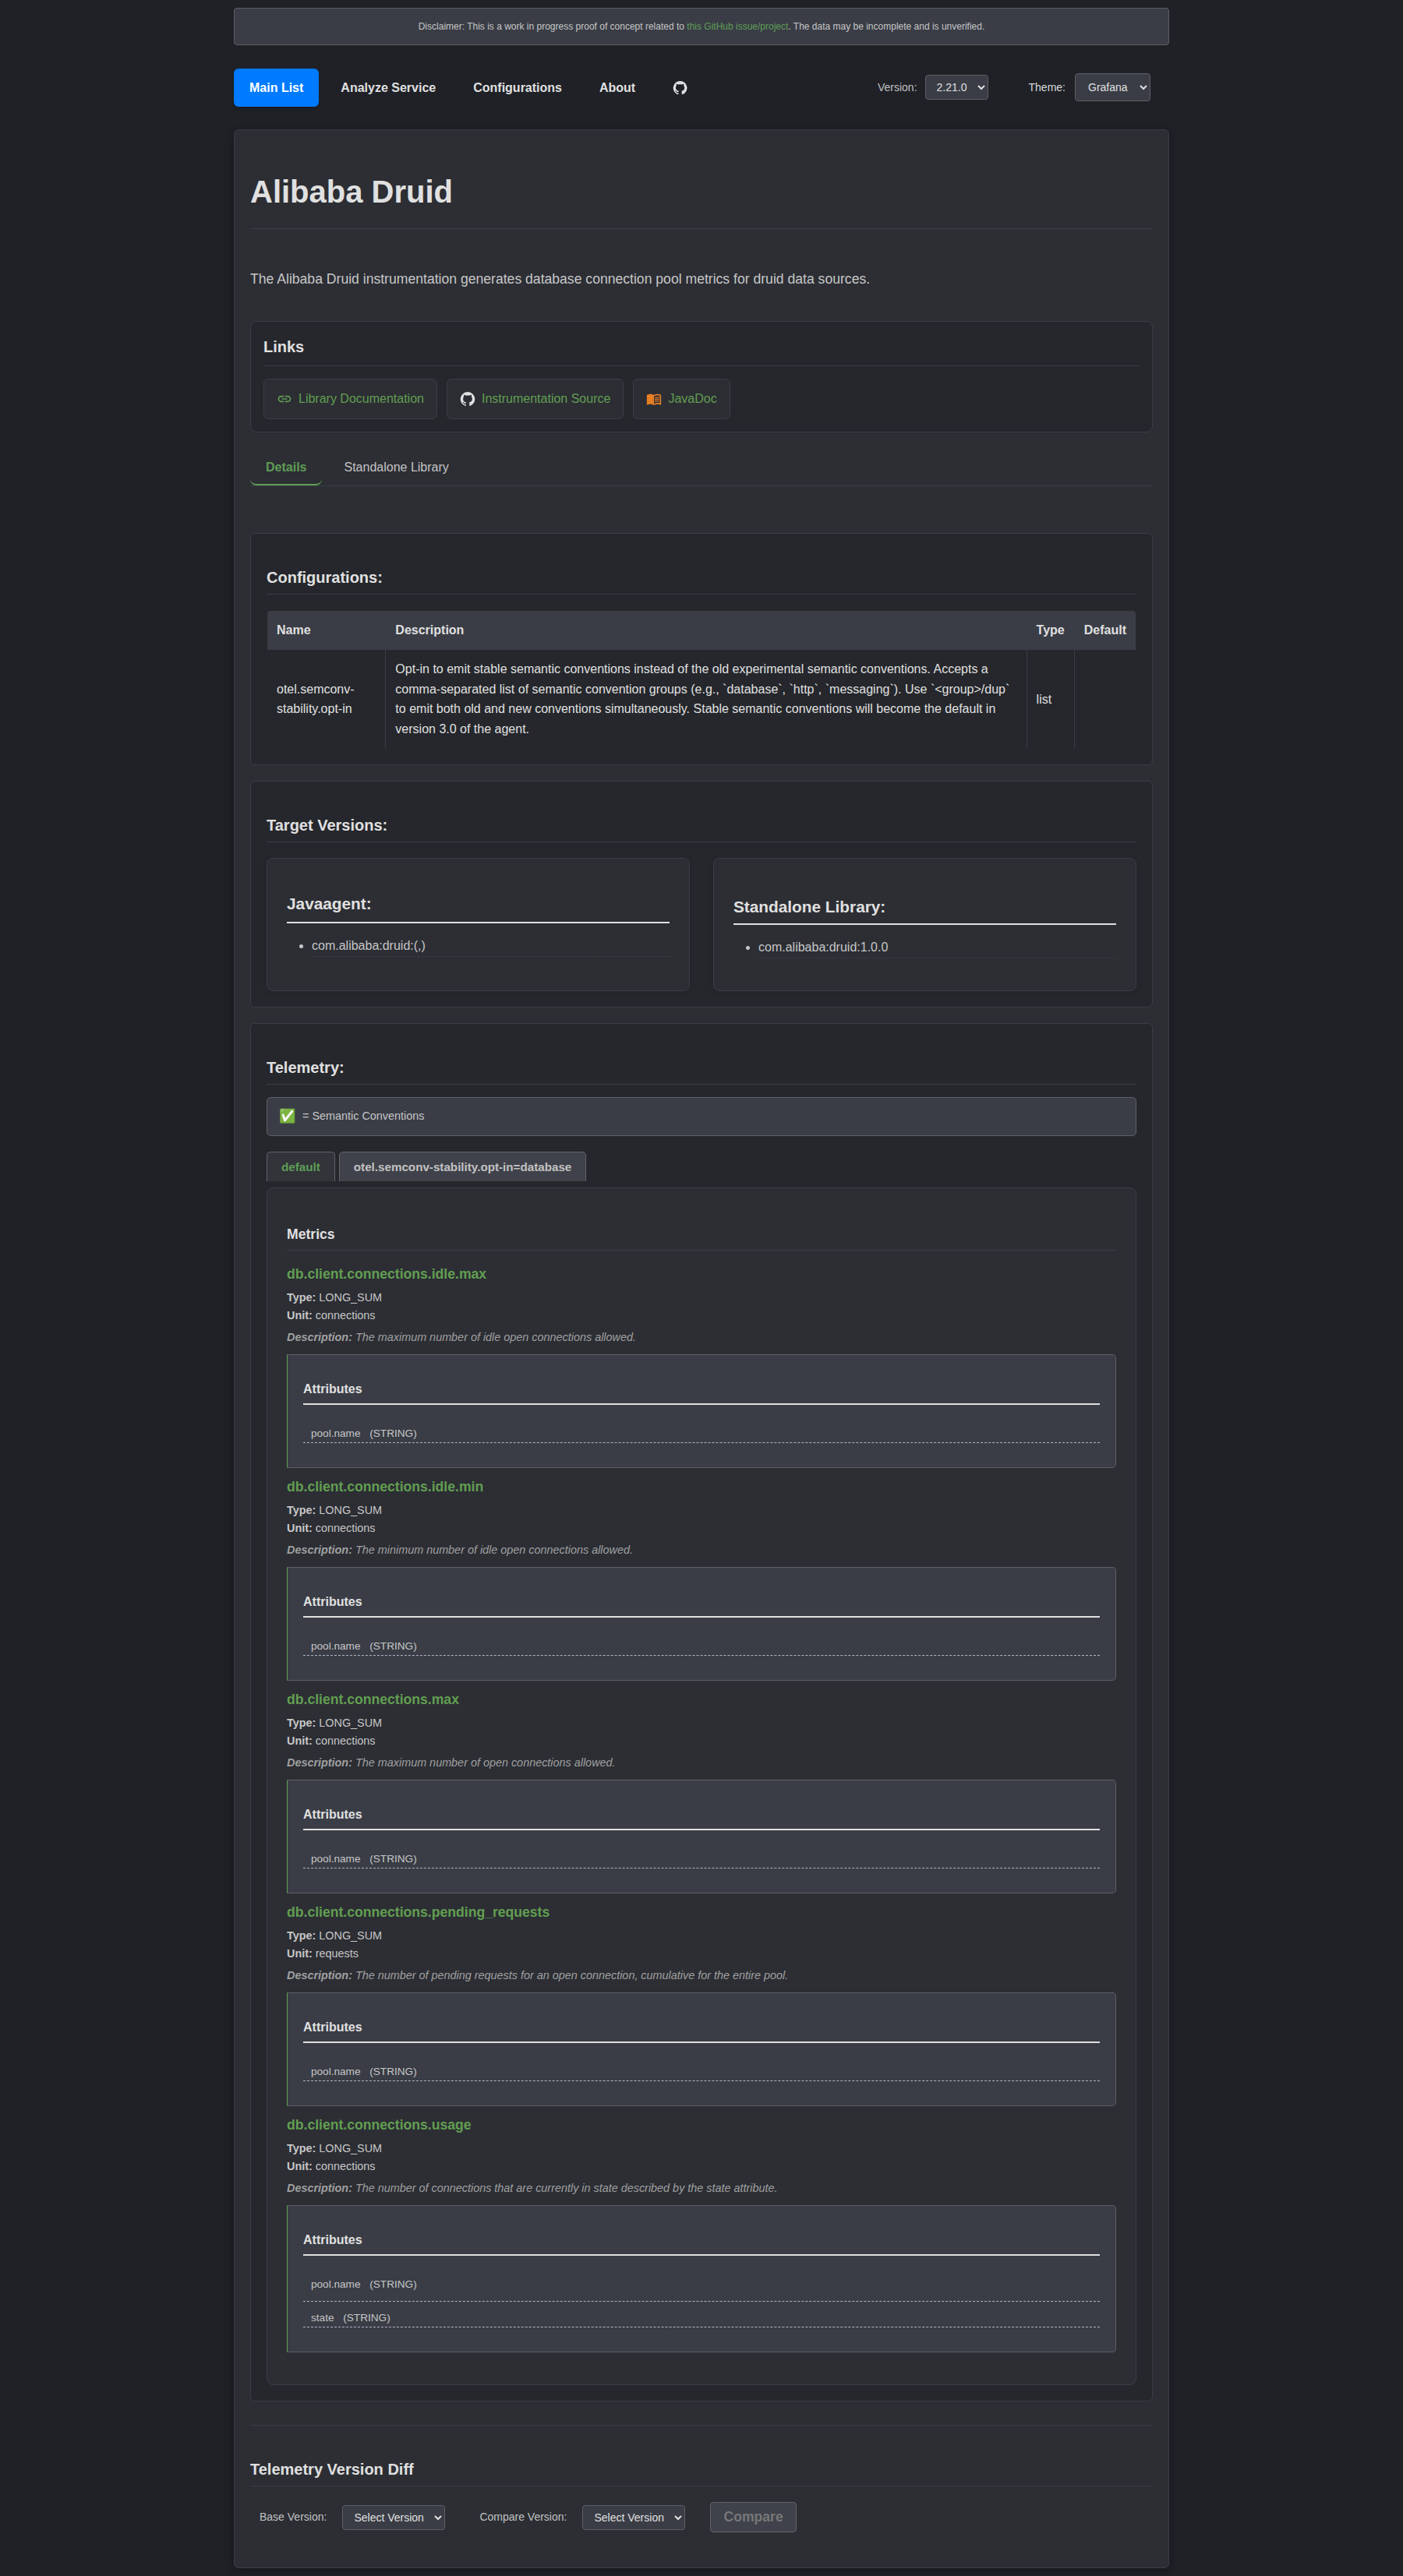 Disclaimer: This is a work in progress proof of concept related to this GitHub issue/project. The data may be incomplete and is unverified.
Main List Analyze Service Configurations About Version: 2.21.0 Theme: Grafana
Alibaba Druid
The Alibaba Druid instrumentation generates database connection pool metrics for druid data sources.
Links
Library Documentation Instrumentation Source JavaDoc
Details Standalone Library
Configurations:
Name Description Type Default
otel.semconv-stability.opt-in
Opt-in to emit stable semantic conventions instead of the old experimental semantic conventions. Accepts a
comma-separated list of semantic convention groups (e.g., `database`, `http`, `messaging`). Use `<group>/dup`
to emit both old and new conventions simultaneously. Stable semantic conventions will become the default in
version 3.0 of the agent.
list
Target Versions:
Javaagent:
com.alibaba:druid:(,)
Standalone Library:
com.alibaba:druid:1.0.0
Telemetry:
✅ = Semantic Conventions
default otel.semconv-stability.opt-in=database
Metrics
db.client.connections.idle.max
Type: LONG_SUM
Unit: connections
Description: The maximum number of idle open connections allowed.
Attributes
pool.name (STRING)
db.client.connections.idle.min
Type: LONG_SUM
Unit: connections
Description: The minimum number of idle open connections allowed.
Attributes
pool.name (STRING)
db.client.connections.max
Type: LONG_SUM
Unit: connections
Description: The maximum number of open connections allowed.
Attributes
pool.name (STRING)
db.client.connections.pending_requests
Type: LONG_SUM
Unit: requests
Description: The number of pending requests for an open connection, cumulative for the entire pool.
Attributes
pool.name (STRING)
db.client.connections.usage
Type: LONG_SUM
Unit: connections
Description: The number of connections that are currently in state described by the state attribute.
Attributes
pool.name (STRING)
state (STRING)
Telemetry Version Diff
Base Version: Select Version Compare Version: Select Version Compare